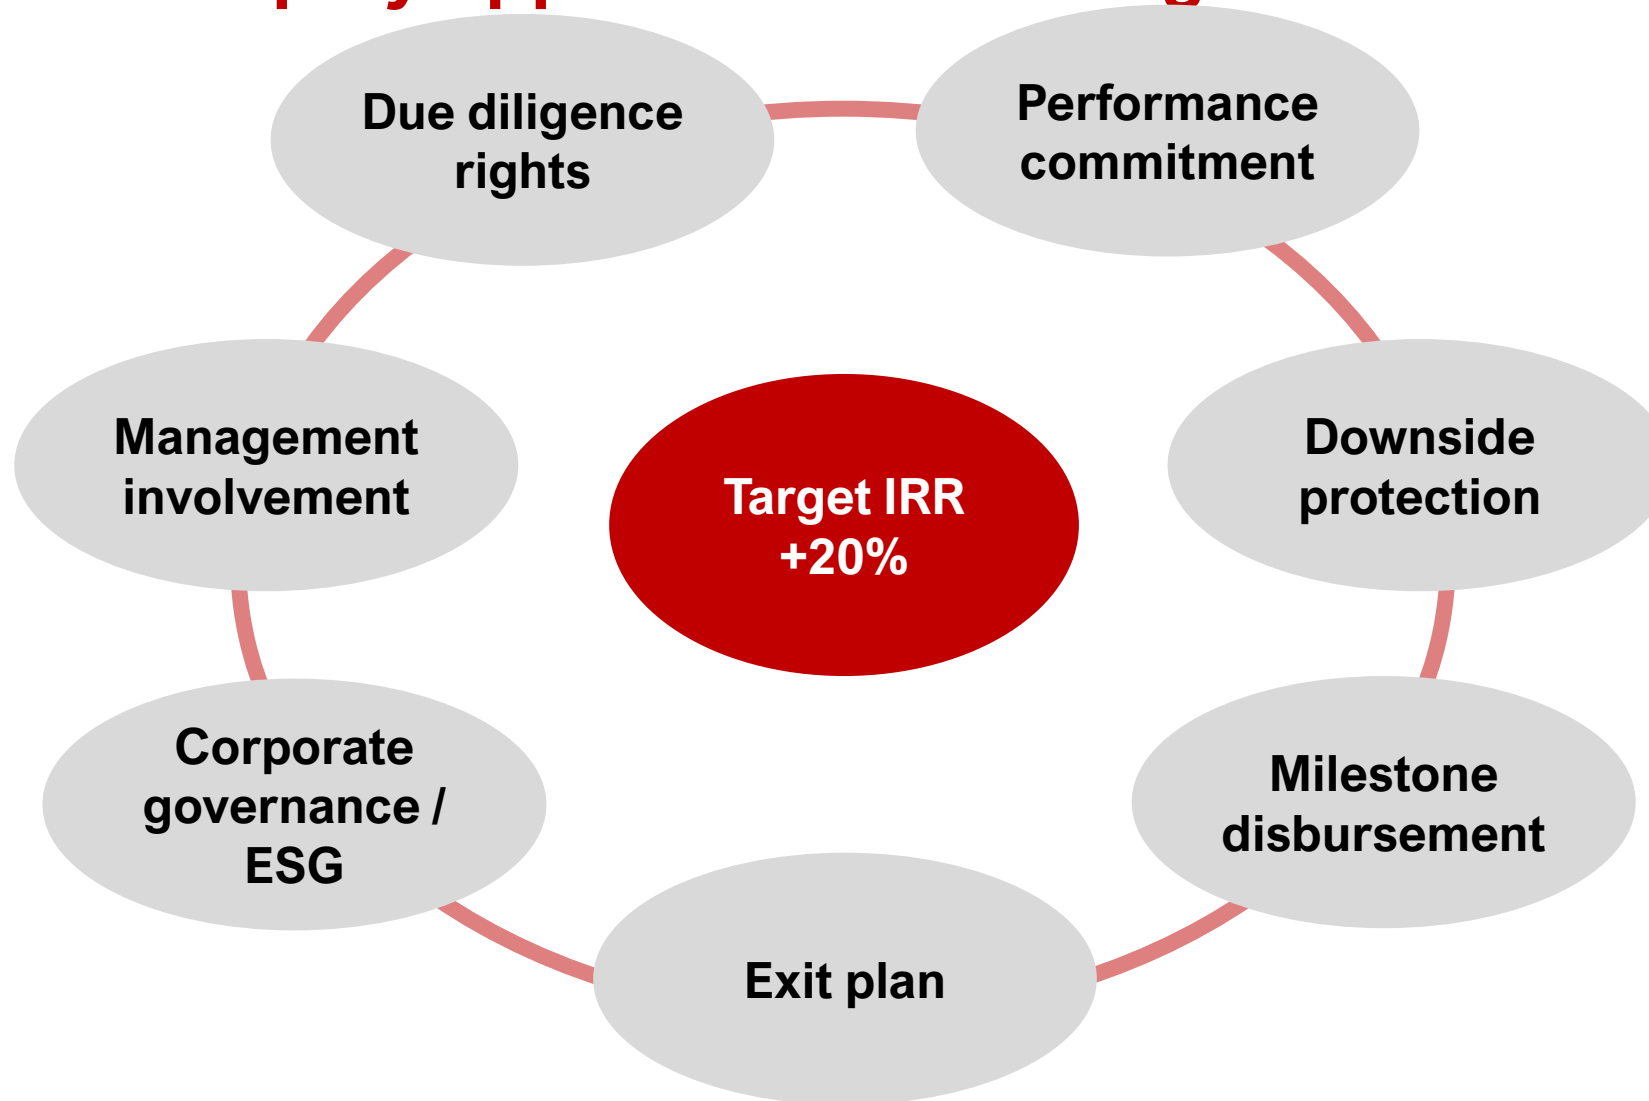 Due diligence
rights
Performance
commitment
Management
involvement
Downside
protection
Target IRR
+20%
Corporate
governance /
ESG
Milestone
disbursement
Exit plan